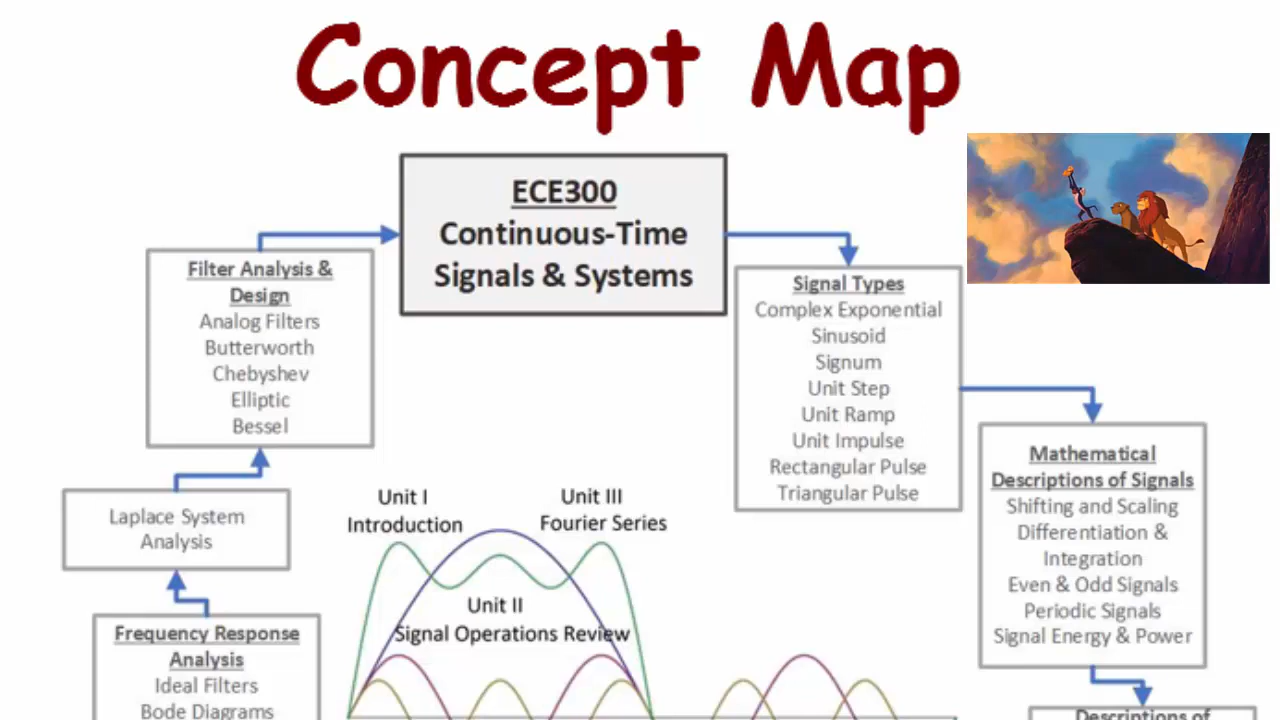 Concept Map
ECE300
Continuous-Time
Signals & Systems
Filter Analysis &
Design
Analog Filters
Butterworth
Chebyshev
Elliptic
Bessel
Signal Types
Complex Exponential
Sinusoid
Signum
Unit Step
Unit Ramp
Unit Impulse
Rectangular Pulse
Triangular Pulse
Mathematical
Descriptions of Signals
Shifting and Scaling
Differentiation &
Integration
Even & Odd Signals
Periodic Signals
Signal Energy & Power
Laplace System
Analysis
Unit I
Introduction
Unit III
Fourier Series
Unit II
Signal Operations Review
Frequency Response
Analysis
Ideal Filters
Bode Diagrams
Descriptions of